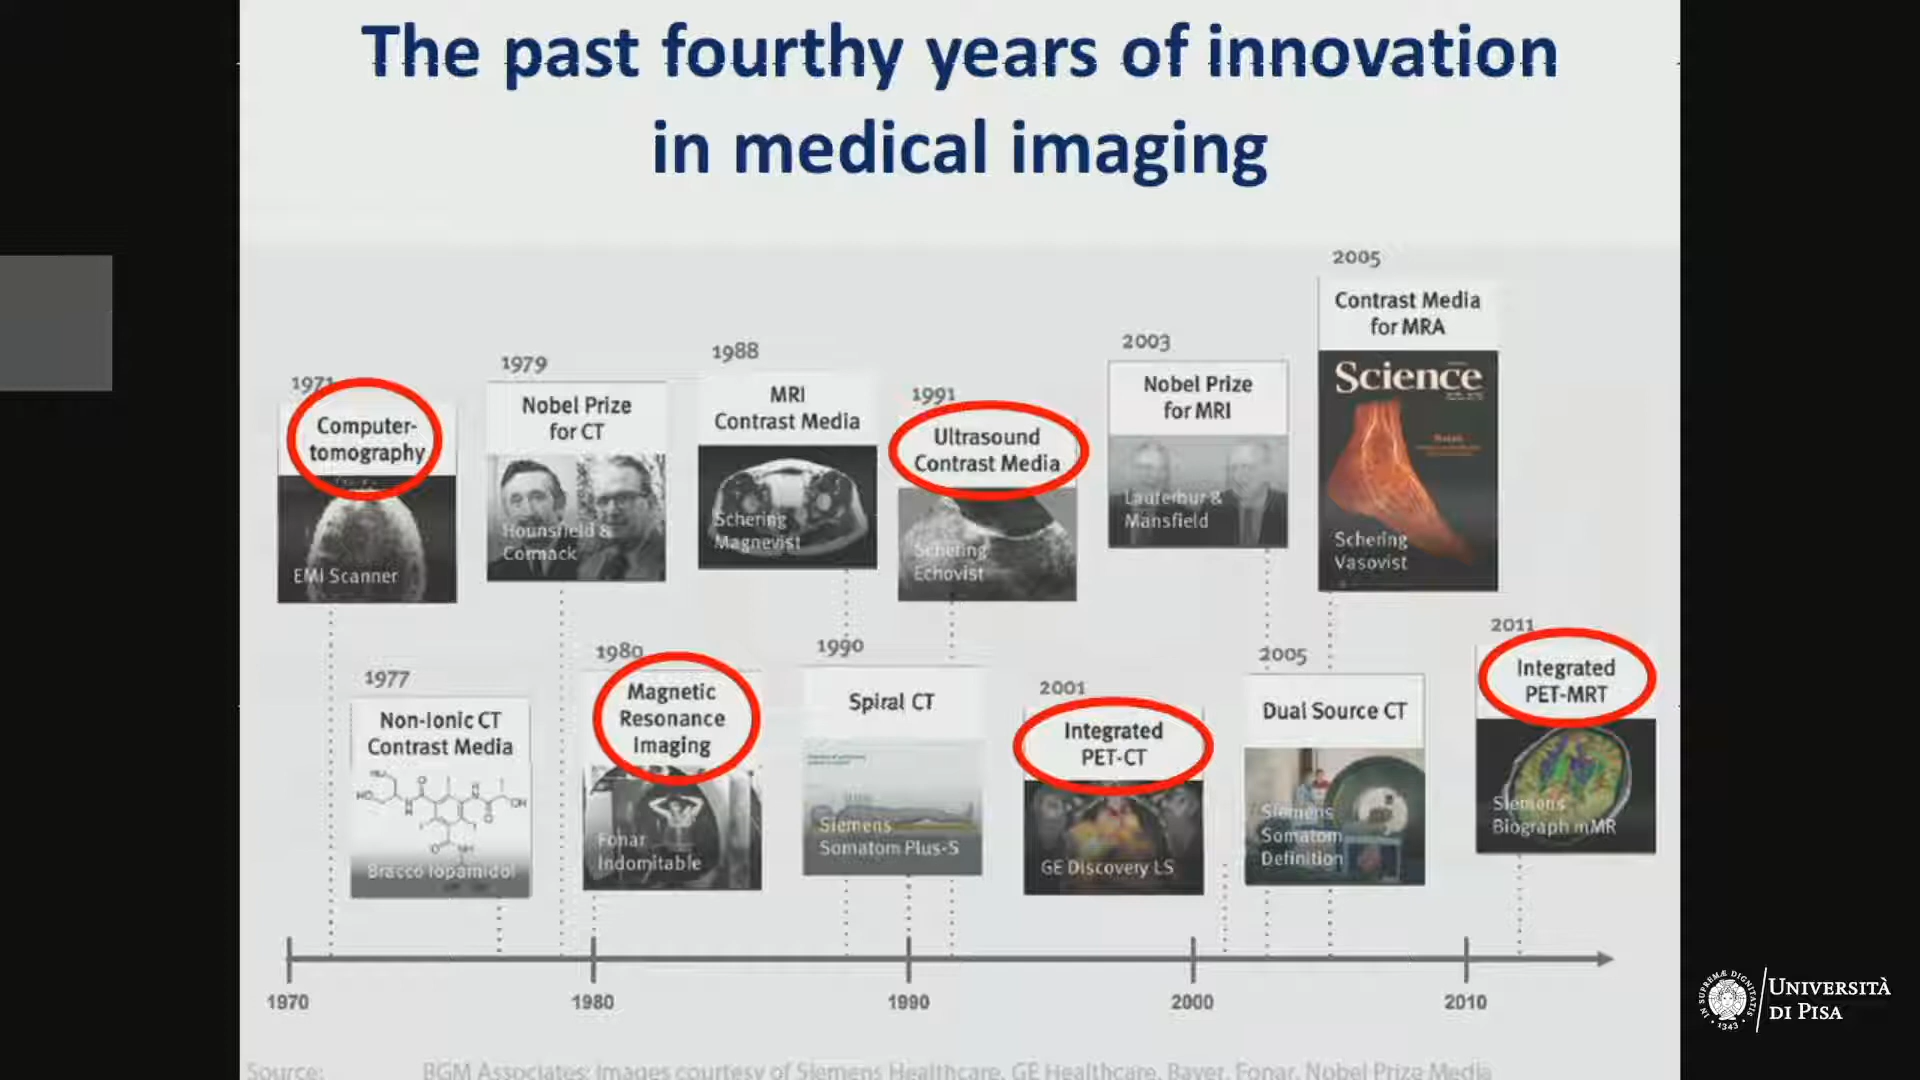 The past fourthy years of innovation
in medical imaging
1971
Computer-
tomography
EMI Scanner
1979
Nobel Prize
for CT
Hounsfield &
Cormack
1988
MRI
Contrast Media
Schering
Magnevist
1991
Ultrasound
Contrast Media
Schering
Echovist
2003
Nobel Prize
for MRI
Lauterbur &
Mansfield
2005
Contrast Media
for MRA
Science
Schering
Vasovist
1977
Non-Ionic CT
Contrast Media
Bracco Iopamidol
1980
Magnetic
Resonance
Imaging
Fonar
Indomitable
1990
Spiral CT
Siemens
Somatom Plus-S
2001
Integrated
PET-CT
GE Discovery LS
2005
Dual Source CT
Siemens
Somatom
Definition
2011
Integrated
PET-MRT
Siemens
Biograph mMR
1970 1980 1990 2000 2010
Source: BGM Associates; Images courtesy of Siemens Healthcare, GE Healthcare, Bayer, Fonar, Nobel Prize Media
IN SUPREMÆ DIGNITATIS
1343
UNIVERSITÀ
DI PISA